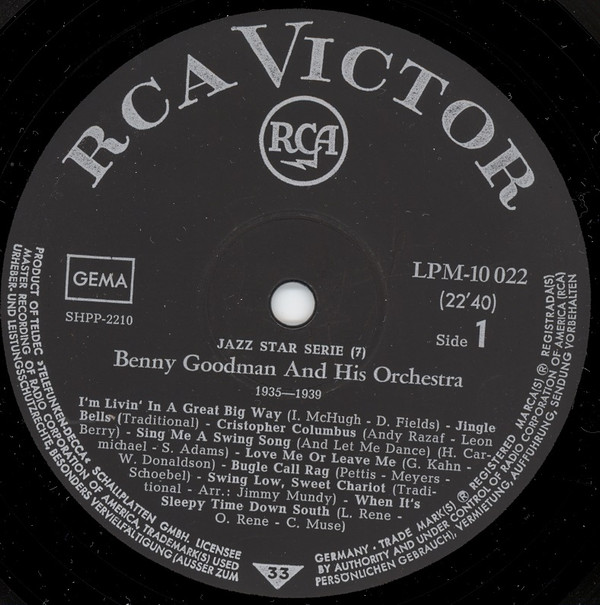 RCA VICTOR
RCA
GEMA
SHPP-2210
LPM-10 022
(22'40)
Side 1
JAZZ STAR SERIE (7)
Benny Goodman And His Orchestra
1935—1939
I'm Livin' In A Great Big Way (I. McHugh - D. Fields) - Jingle
Bells (Traditional) - Cristopher Columbus (Andy Razaf - Leon
Berry) - Sing Me A Swing Song (And Let Me Dance) (H. Car-
michael - S. Adams) - Love Me Or Leave Me (G. Kahn -
W. Donaldson) - Bugle Call Rag (Pettis - Meyers -
Schoebel) - Swing Low, Sweet Chariot (Tradi-
tional - Arr.: Jimmy Mundy) - When It's
Sleepy Time Down South (L. Rene -
O. Rene - C. Muse)
PRODUCT OF TELDEC »TELEFUNKEN-DECCA« SCHALLPLATTEN GMBH. LICENSEE
MASTER RECORDING OF RADIO CORPORATION OF AMERICA, TRADEMARK(S) USED
URHEBER- UND LEISTUNGSSCHUTZRECHTE, BESONDERS VERVIELFÄLTIGUNG (AUSSER ZUM
33
GERMANY · TRADE MARK(S) ® REGISTERED MARCA(S) ® REGISTRADA(S)
BY AUTHORITY AND UNDER CONTROL OF RADIO CORPORATION OF AMERICA (RCA)
PERSÖNLICHEN GEBRAUCH), VERMIETUNG, AUFFÜHRUNG, SENDUNG VORBEHALTEN